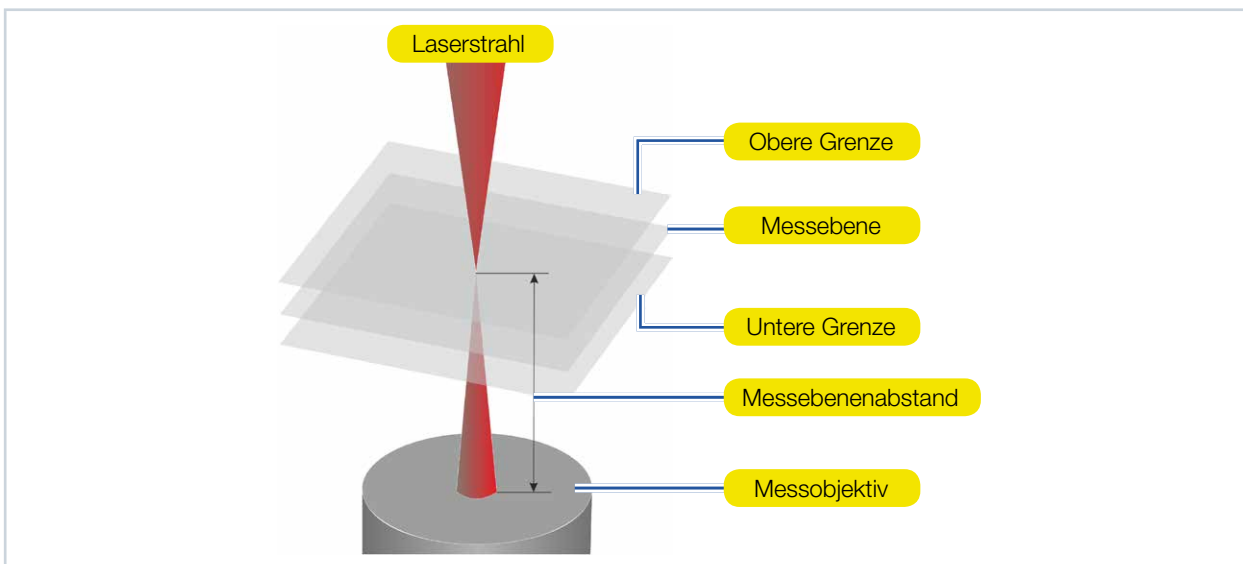 Laserstrahl
Obere Grenze
Messebene
Untere Grenze
Messebenenabstand
Messobjektiv